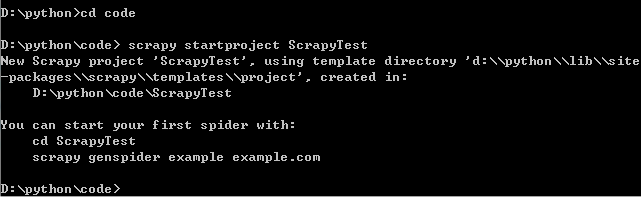 D:\python>cd code
D:\python\code> scrapy startproject ScrapyTest
New Scrapy project 'ScrapyTest', using template directory 'd:\\python\\lib\\site
-packages\\scrapy\\templates\\project', created in:
    D:\python\code\ScrapyTest
You can start your first spider with:
    cd ScrapyTest
    scrapy genspider example example.com
D:\python\code>